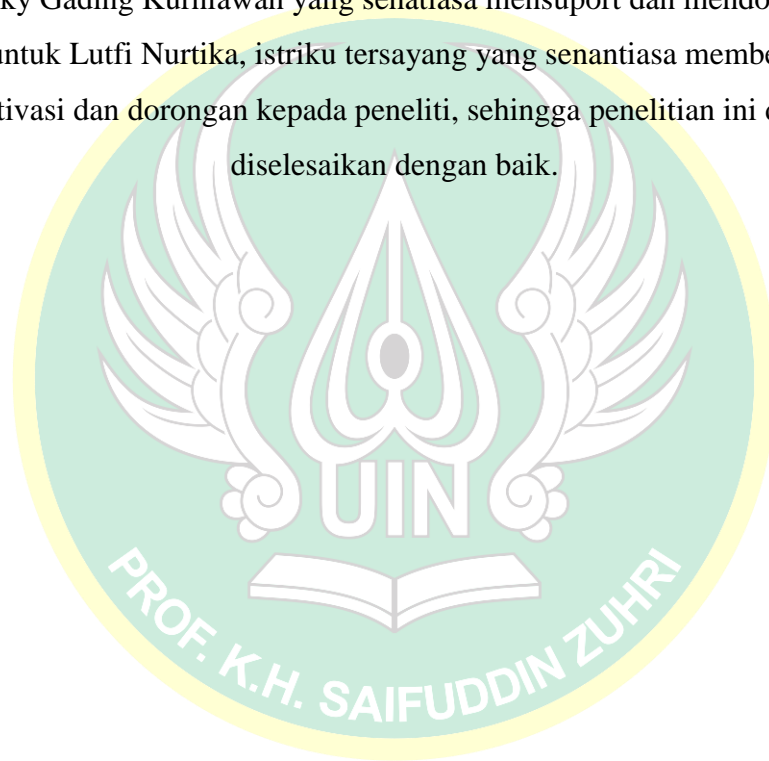 ky Gading Kurniawan yang senatiasa mensuport dan mendo
untuk Lutfi Nurtika, istriku tersayang yang senantiasa membe
tivasi dan dorongan kepada peneliti, sehingga penelitian ini
diselesaikan dengan baik.
UIN
PROF. K.H. SAIFUDDIN ZUHRI